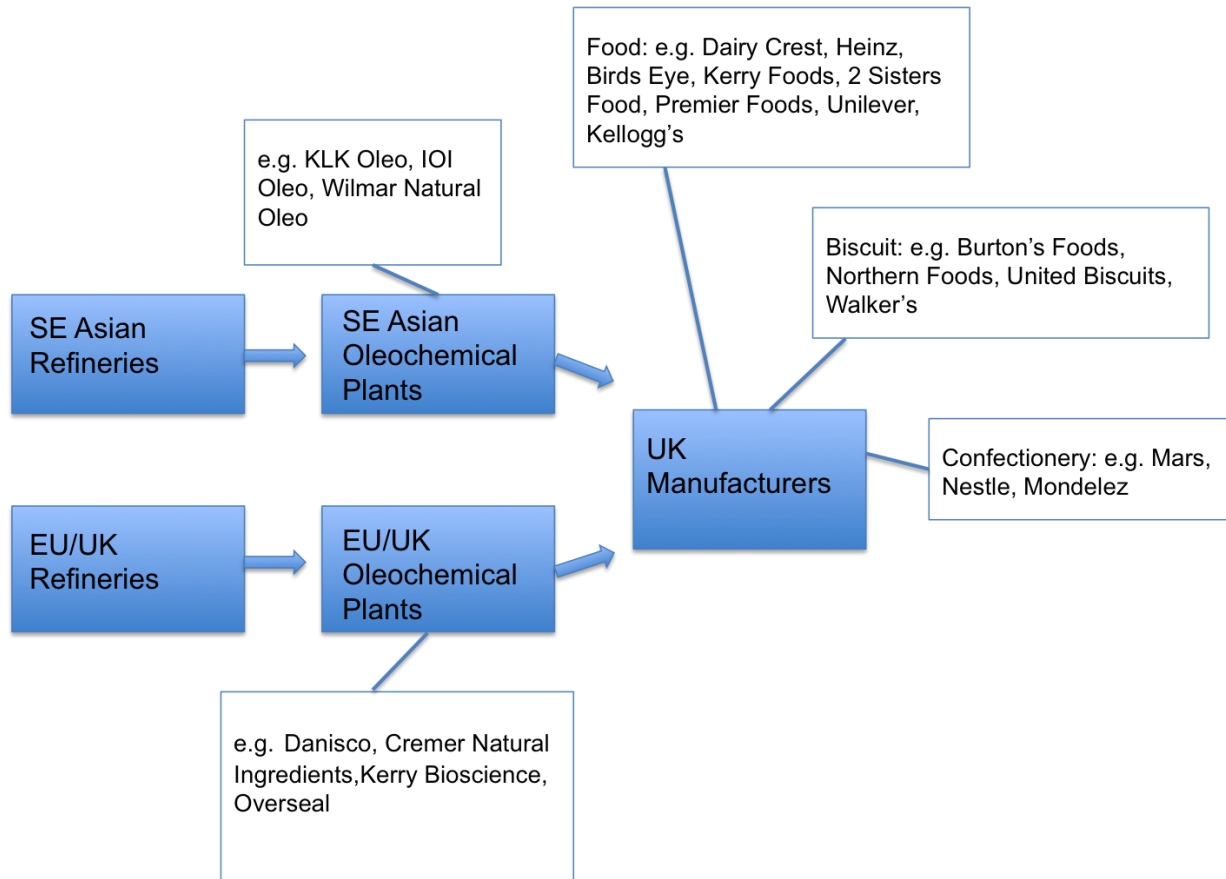 Food: e.g. Dairy Crest, Heinz,
Birds Eye, Kerry Foods, 2 Sisters
Food, Premier Foods, Unilever,
Kellogg’s
e.g. KLK Oleo, IOI
Oleo, Wilmar Natural
Oleo
Biscuit: e.g. Burton’s Foods,
Northern Foods, United Biscuits,
Walker’s
SE Asian
Refineries
SE Asian
Oleochemical
Plants
UK
Manufacturers
Confectionery: e.g. Mars,
Nestle, Mondelez
EU/UK
Refineries
EU/UK
Oleochemical
Plants
e.g. Danisco, Cremer Natural
Ingredients,Kerry Bioscience,
Overseal